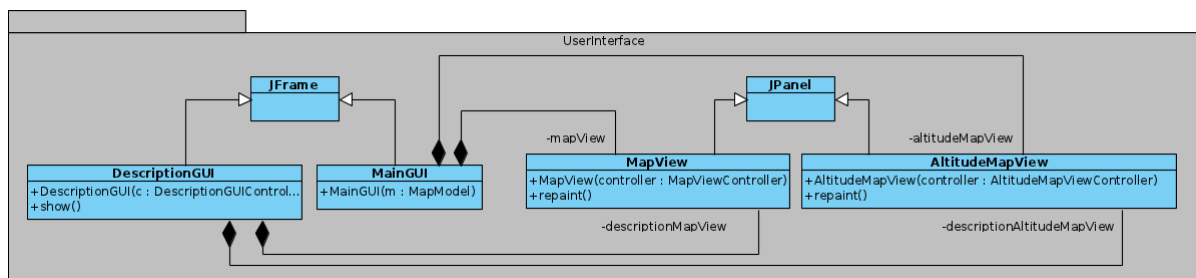 UserInterface
JFrame
JPanel
-mapView
-altitudeMapView
DescriptionGUI
+DescriptionGUI(c : DescriptionGUIControl...
+show()
MainGUI
+MainGUI(m : MapModel)
MapView
+MapView(controller : MapViewController)
+repaint()
AltitudeMapView
+AltitudeMapView(controller : AltitudeMapViewController)
+repaint()
-descriptionMapView
-descriptionAltitudeMapView